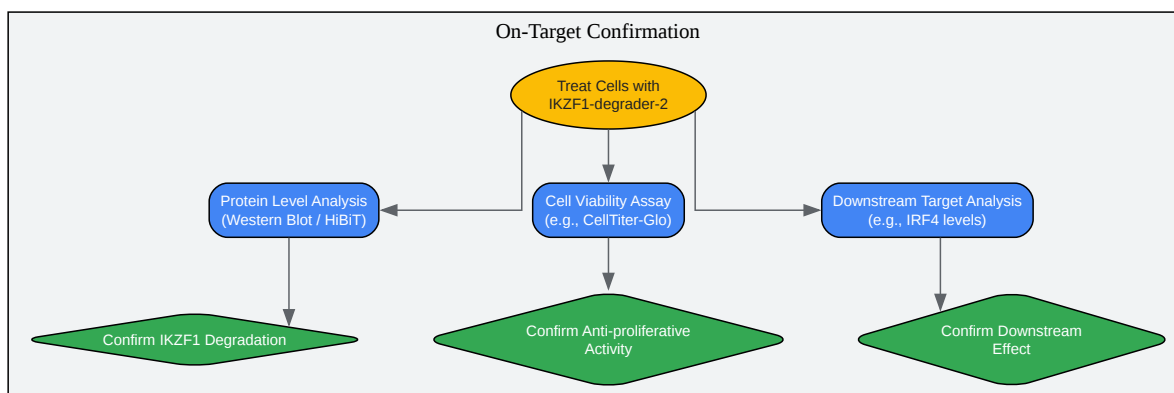 On-Target Confirmation
Treat Cells with
IKZF1-degrader-2
Protein Level Analysis
(Western Blot / HiBiT)
Cell Viability Assay
(e.g., CellTiter-Glo)
Downstream Target Analysis
(e.g., IRF4 levels)
Confirm IKZF1 Degradation
Confirm Anti-proliferative
Activity
Confirm Downstream
Effect